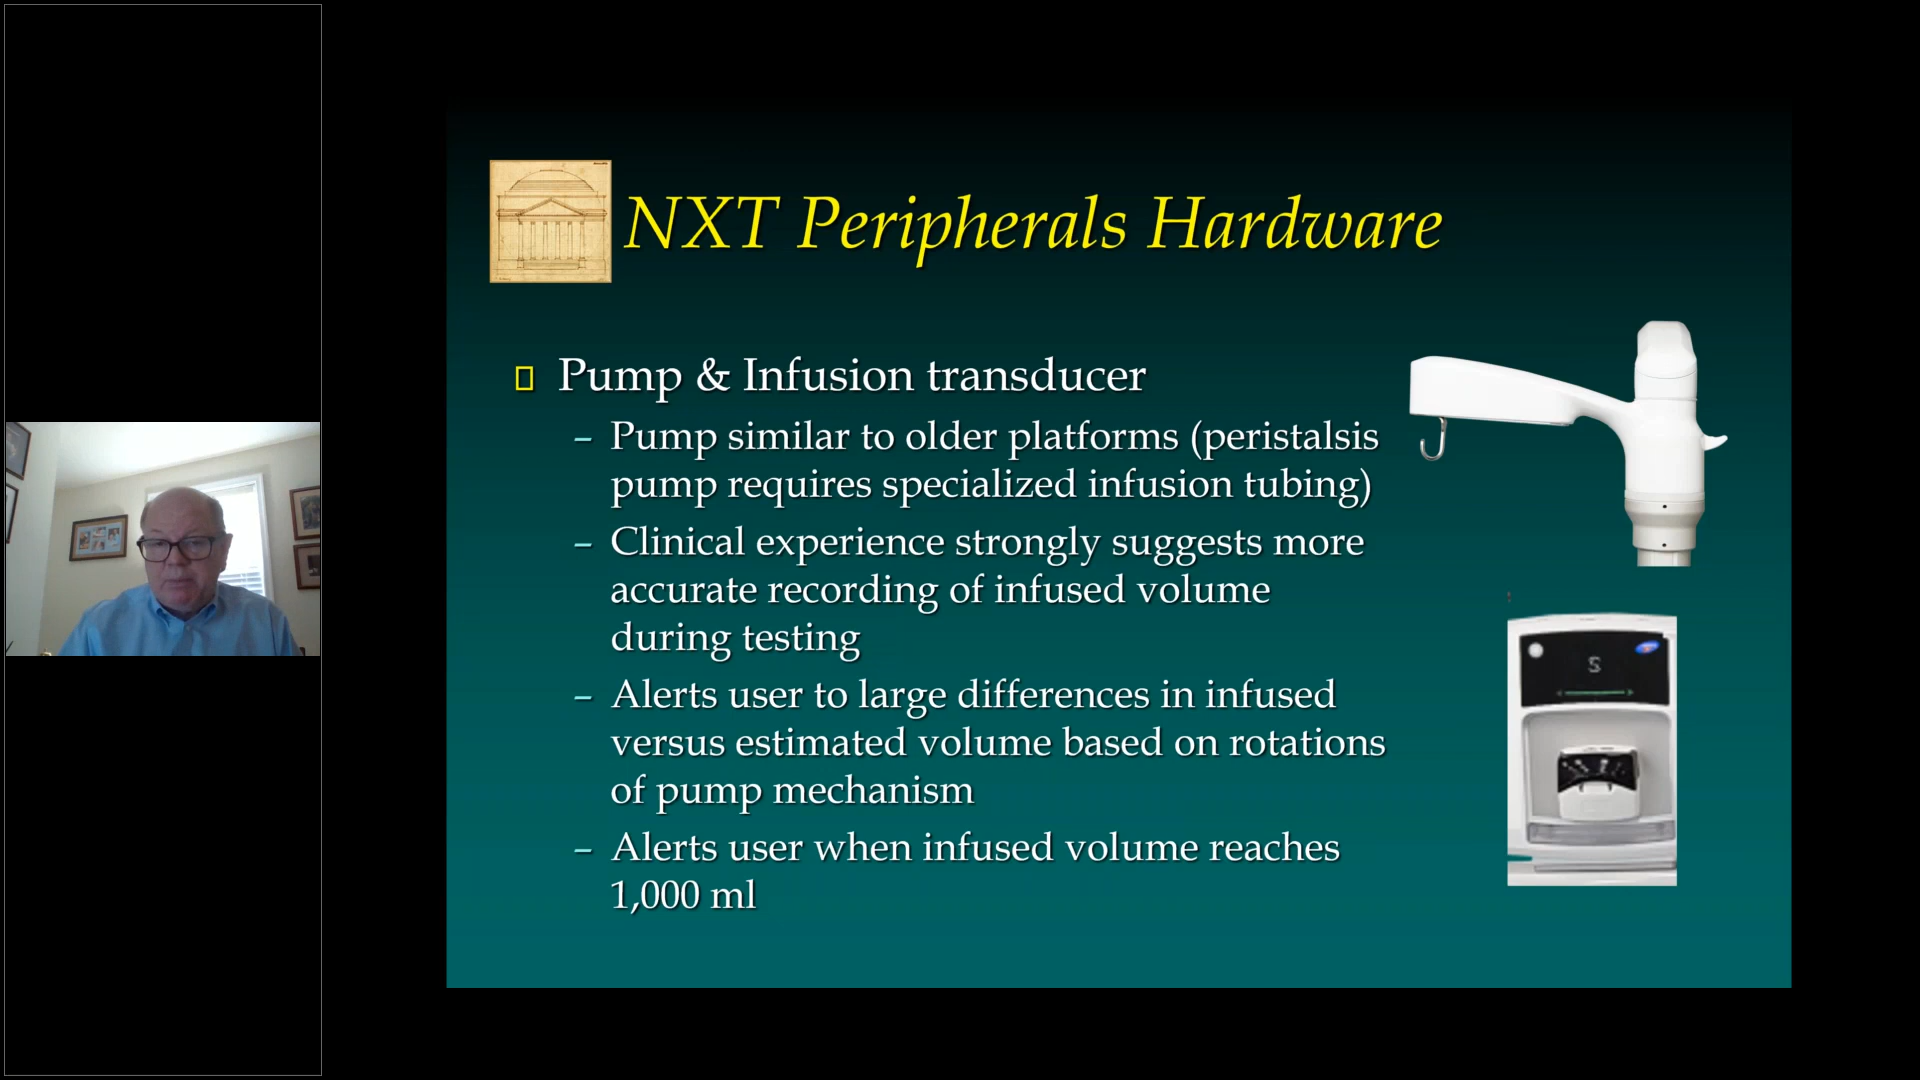 NXT Peripherals Hardware
Pump & Infusion transducer
– Pump similar to older platforms (peristalsis
pump requires specialized infusion tubing)
– Clinical experience strongly suggests more
accurate recording of infused volume
during testing
– Alerts user to large differences in infused
versus estimated volume based on rotations
of pump mechanism
– Alerts user when infused volume reaches
1,000 ml